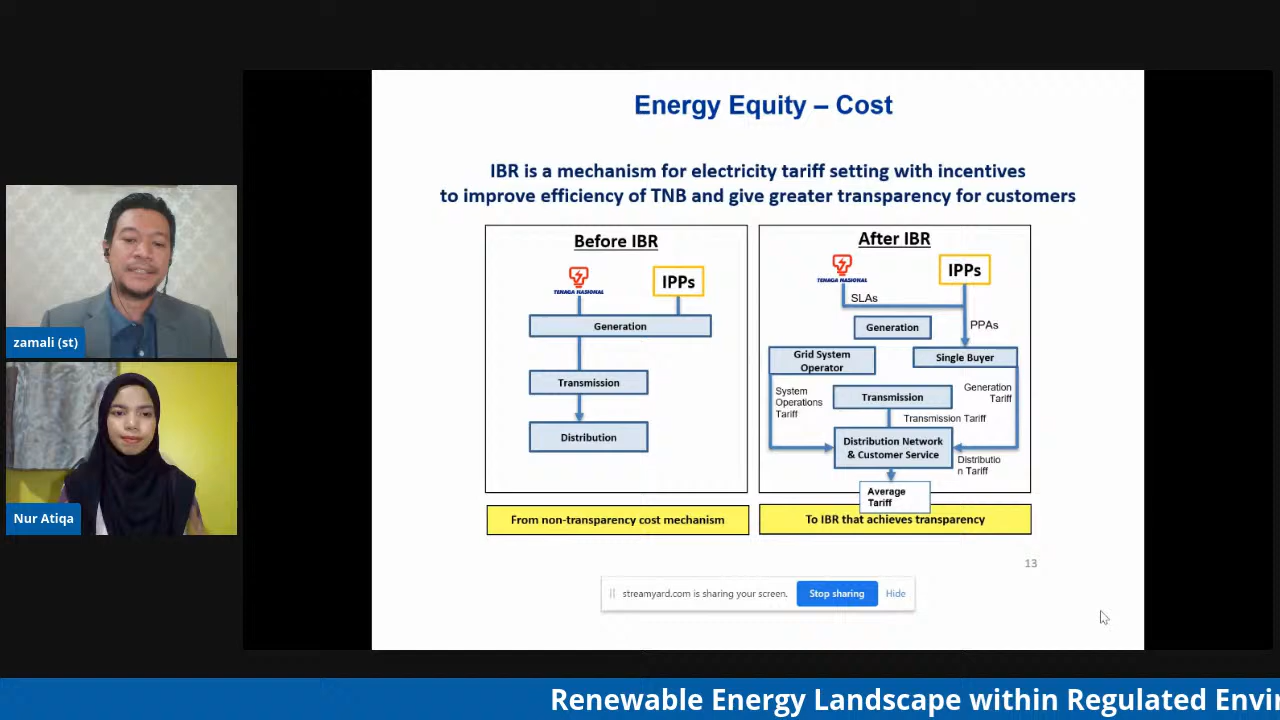 Energy Equity – Cost
IBR is a mechanism for electricity tariff setting with incentives
to improve efficiency of TNB and give greater transparency for customers
Before IBR
TENAGA NASIONAL
IPPs
Generation
Transmission
Distribution
From non-transparency cost mechanism
After IBR
TENAGA NASIONAL
IPPs
SLAs
PPAs
Generation
Grid System
Operator
Single Buyer
System
Operations
Tariff
Transmission
Generation
Tariff
Transmission Tariff
Distribution Network
& Customer Service
Distributio
n Tariff
Average
Tariff
To IBR that achieves transparency
13
streamyard.com is sharing your screen.
Stop sharing
Hide
zamali (st)
Nur Atiqa
Renewable Energy Landscape within Regulated Envi